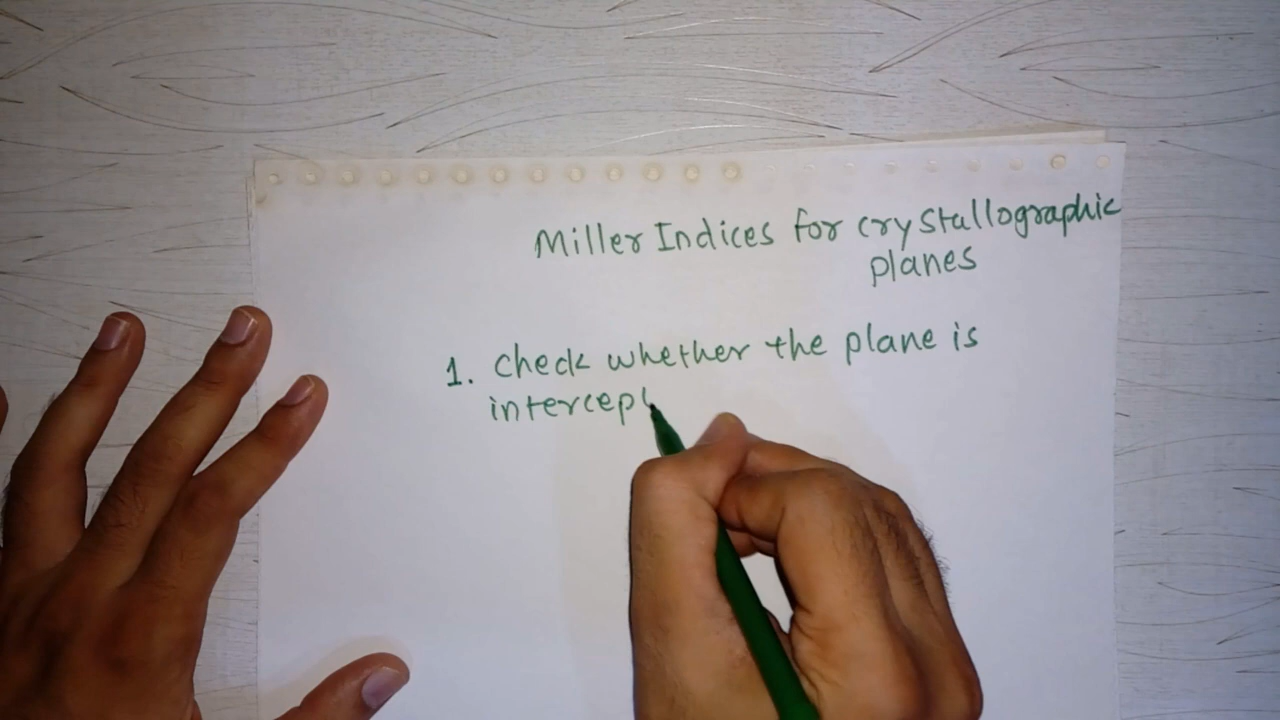 Miller Indices for crystallographic
planes
1. check whether the plane is
intercep